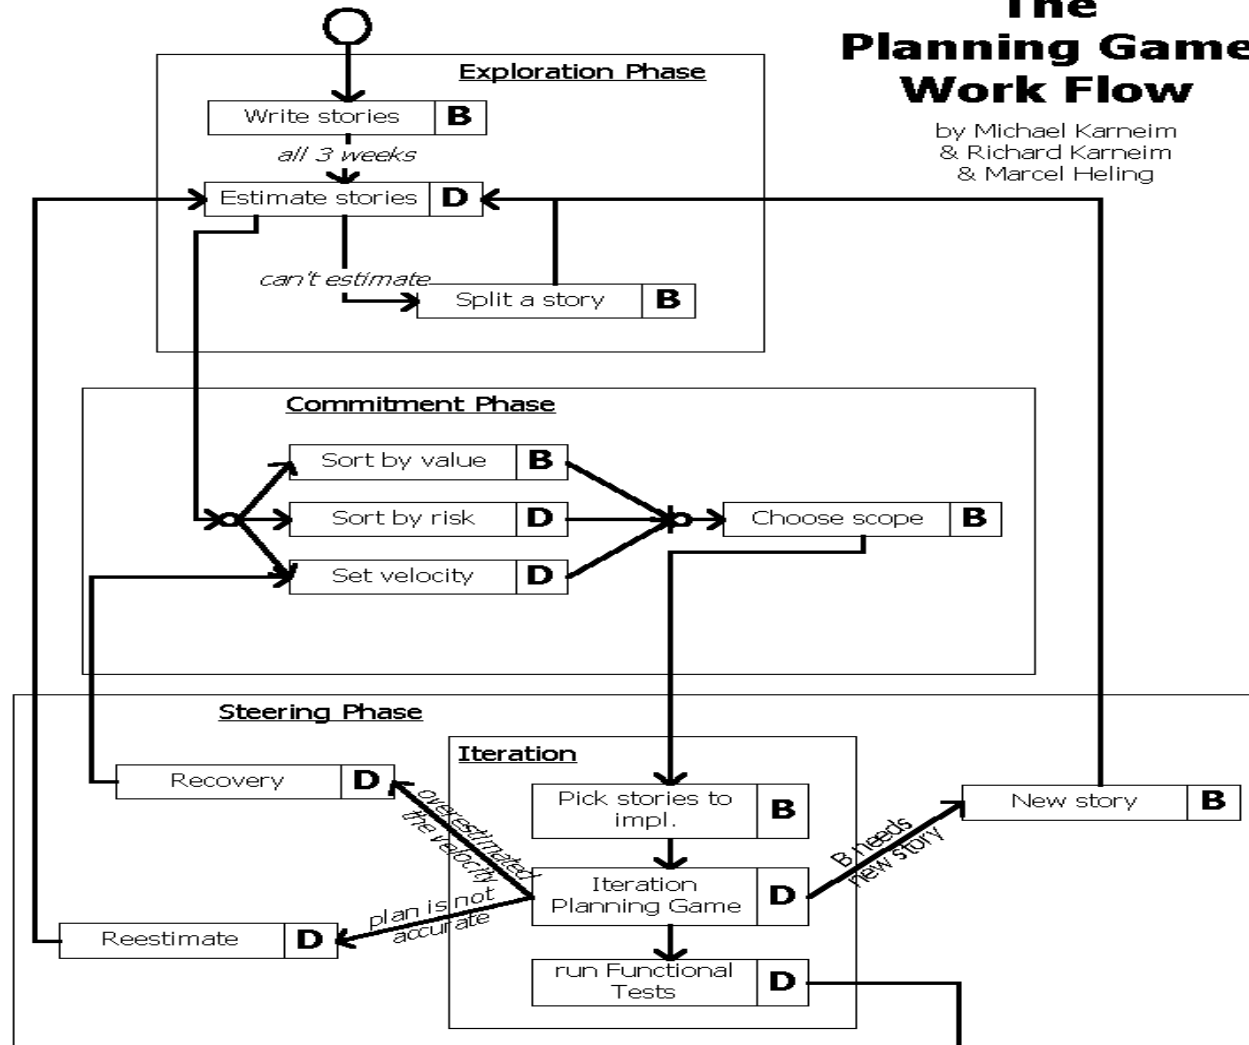 The
Planning Game
Work Flow
by Michael Karneim
& Richard Karneim
& Marcel Heling
Exploration Phase
Write stories B
all 3 weeks
Estimate stories D
can't estimate
Split a story B
Commitment Phase
Sort by value B
Sort by risk D
Choose scope B
Set velocity D
Steering Phase
Iteration
Recovery D
overestimated
the velocity
Pick stories to
impl.
B
B needs
new story
New story B
Iteration
Planning Game
D
plan is not
accurate
Reestimate D
run Functional
Tests
D